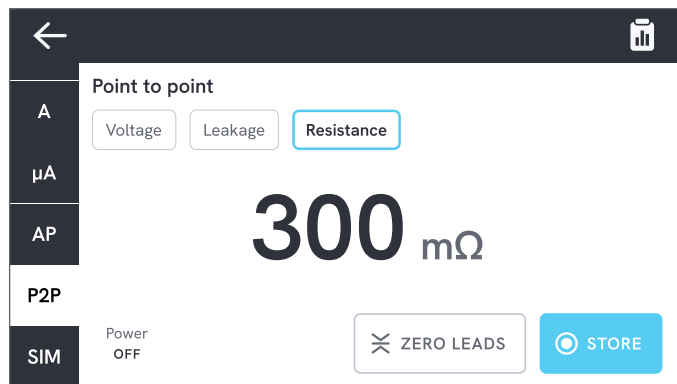 Point to point
Voltage Leakage Resistance
300 mΩ
A
µA
AP
P2P
SIM
Power
OFF
ZERO LEADS
STORE